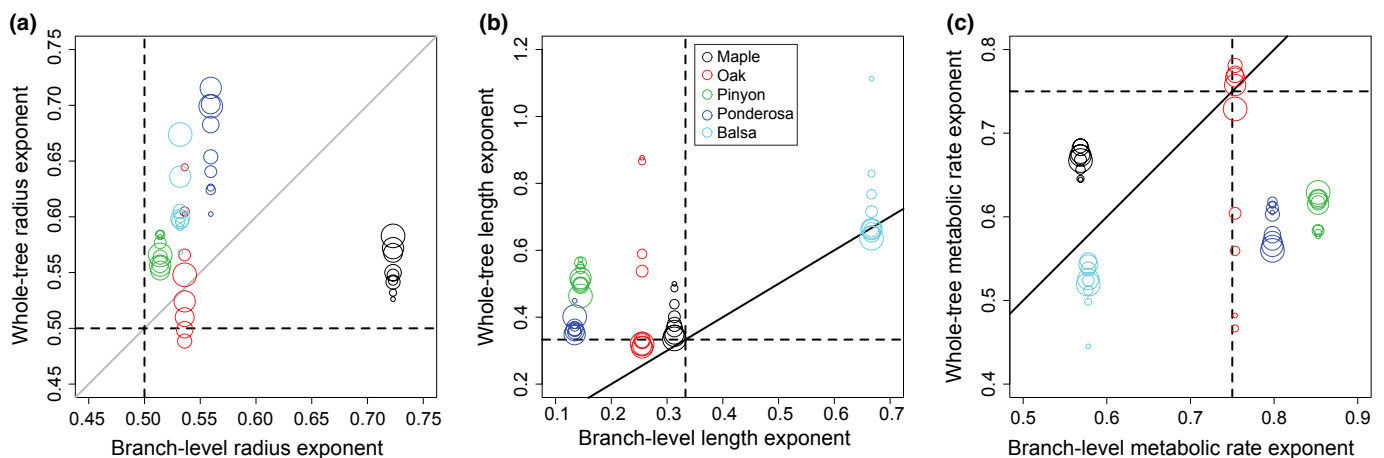 (a)
Whole-tree radius exponent
0.75
0.70
0.65
0.60
0.55
0.50
0.45
0.45 0.50 0.55 0.60 0.65 0.70 0.75
Branch-level radius exponent
(b)
Whole-tree length exponent
1.2
1.0
0.8
0.6
0.4
0.2
Maple
Oak
Pinyon
Ponderosa
Balsa
0.1 0.2 0.3 0.4 0.5 0.6 0.7
Branch-level length exponent
(c)
Whole-tree metabolic rate exponent
0.8
0.7
0.6
0.5
0.4
0.5 0.6 0.7 0.8 0.9
Branch-level metabolic rate exponent